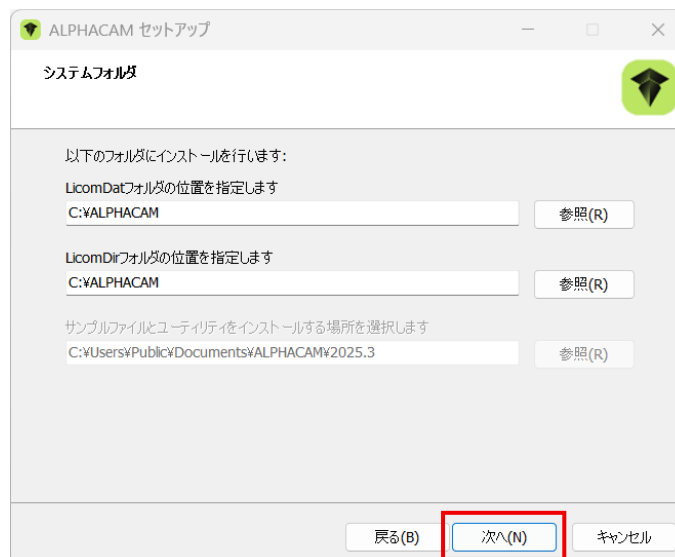 ALPHACAM セットアップ
システムフォルダ
以下のフォルダにインストールを行います:
LicomDatフォルダの位置を指定します
C:¥ALPHACAM
参照(R)
LicomDirフォルダの位置を指定します
C:¥ALPHACAM
参照(R)
サンプルファイルとユーティリティをインストールする場所を選択します
C:¥Users¥Public¥Documents¥ALPHACAM¥2025.3
参照(R)
戻る(B)
次へ(N)
キャンセル